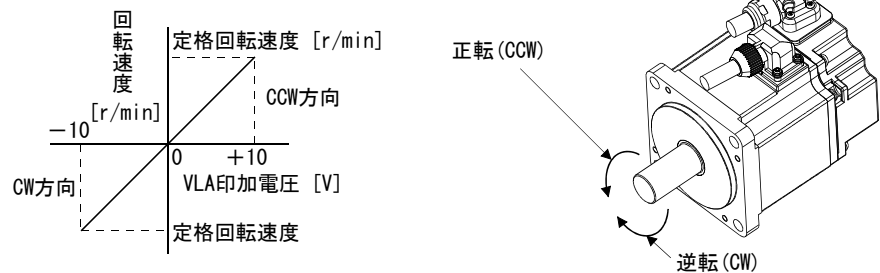 回転速度
[r/min]
定格回転速度 [r/min]
CCW方向
-10
0
+10
CW方向
VLA印加電圧 [V]
定格回転速度
正転(CCW)
逆転(CW)